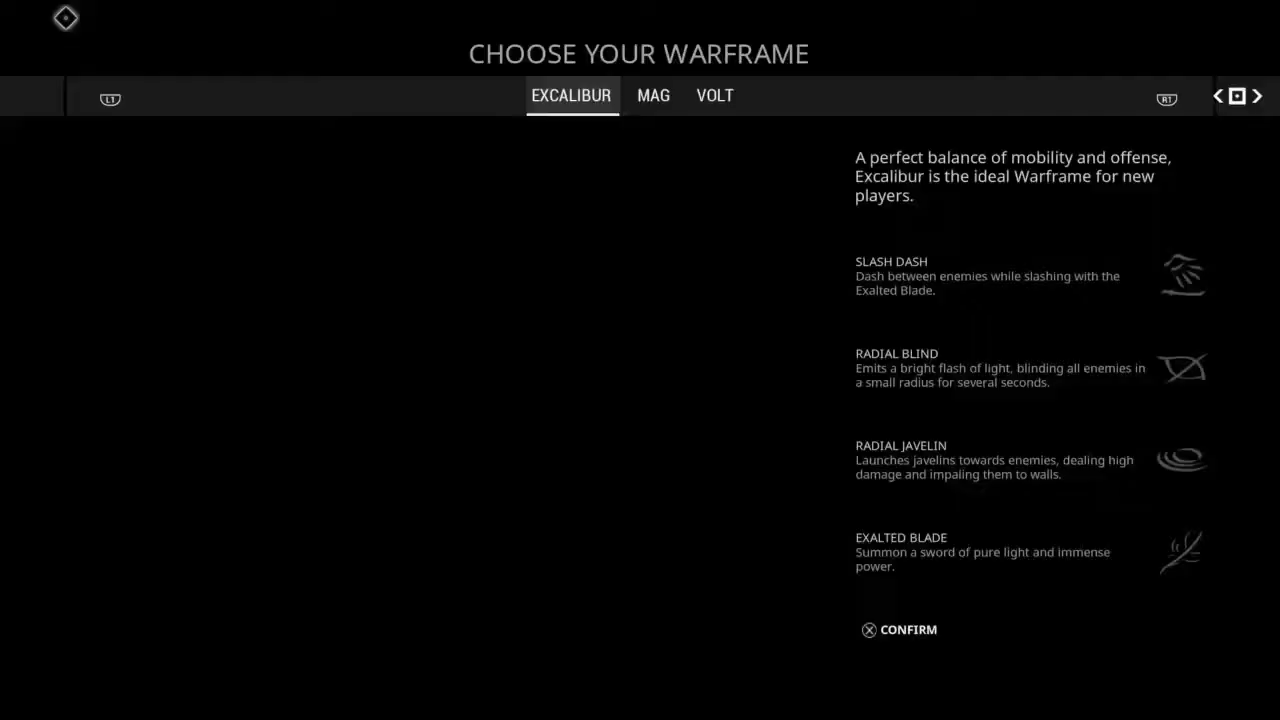 CHOOSE YOUR WARFRAME
L1 EXCALIBUR MAG VOLT R1
A perfect balance of mobility and offense,
Excalibur is the ideal Warframe for new
players.
SLASH DASH
Dash between enemies while slashing with the
Exalted Blade.
RADIAL BLIND
Emits a bright flash of light, blinding all enemies in
a small radius for several seconds.
RADIAL JAVELIN
Launches javelins towards enemies, dealing high
damage and impaling them to walls.
EXALTED BLADE
Summon a sword of pure light and immense
power.
CONFIRM